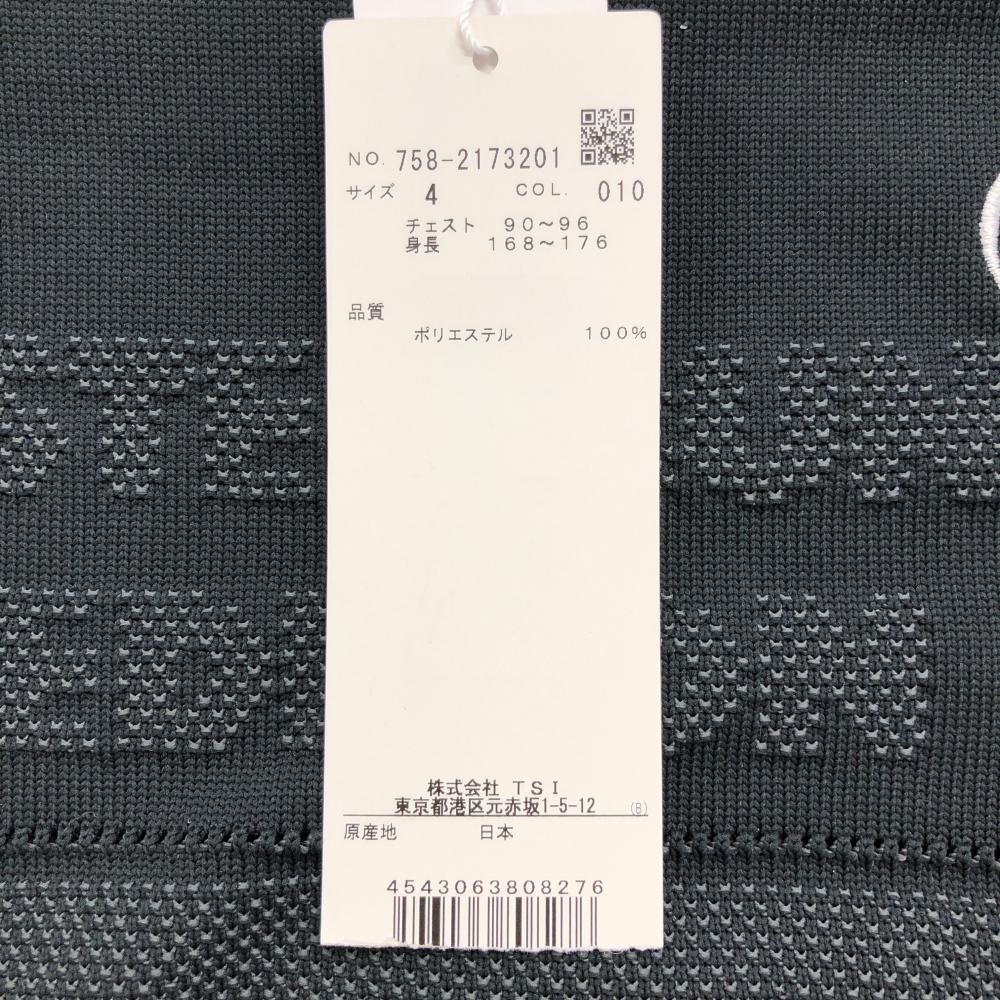 NO. 758-2173201
サイズ 4 COL. 010
チェスト 90～96
身長 168～176
品質
ポリエステル 100%
株式会社 TSI
東京都港区元赤坂1-5-12 (B)
原産地 日本
4543063808276